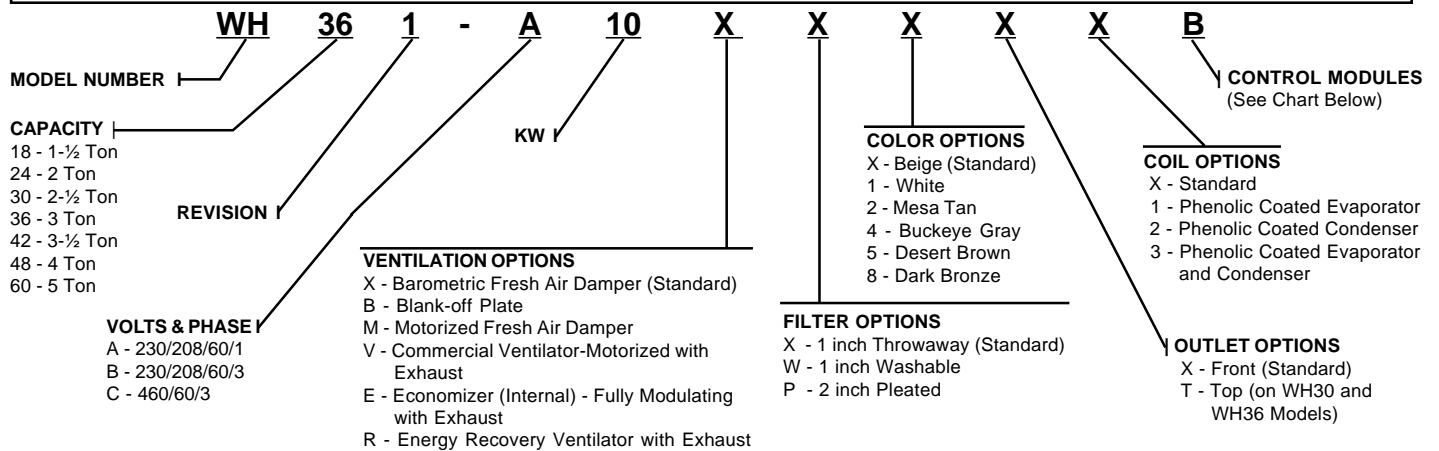 WH 36 1 - A 10 X X X X X B
MODEL NUMBER
CONTROL MODULES
(See Chart Below)
CAPACITY
18 - 1-½ Ton
24 - 2 Ton
30 - 2-½ Ton
36 - 3 Ton
42 - 3-½ Ton
48 - 4 Ton
60 - 5 Ton
REVISION
VOLTS & PHASE
A - 230/208/60/1
B - 230/208/60/3
C - 460/60/3
KW
VENTILATION OPTIONS
X - Barometric Fresh Air Damper (Standard)
B - Blank-off Plate
M - Motorized Fresh Air Damper
V - Commercial Ventilator-Motorized with
Exhaust
E - Economizer (Internal) - Fully Modulating
with Exhaust
R - Energy Recovery Ventilator with Exhaust
COLOR OPTIONS
X - Beige (Standard)
1 - White
2 - Mesa Tan
4 - Buckeye Gray
5 - Desert Brown
8 - Dark Bronze
FILTER OPTIONS
X - 1 inch Throwaway (Standard)
W - 1 inch Washable
P - 2 inch Pleated
COIL OPTIONS
X - Standard
1 - Phenolic Coated Evaporator
2 - Phenolic Coated Condenser
3 - Phenolic Coated Evaporator
and Condenser
OUTLET OPTIONS
X - Front (Standard)
T - Top (on WH30 and
WH36 Models)